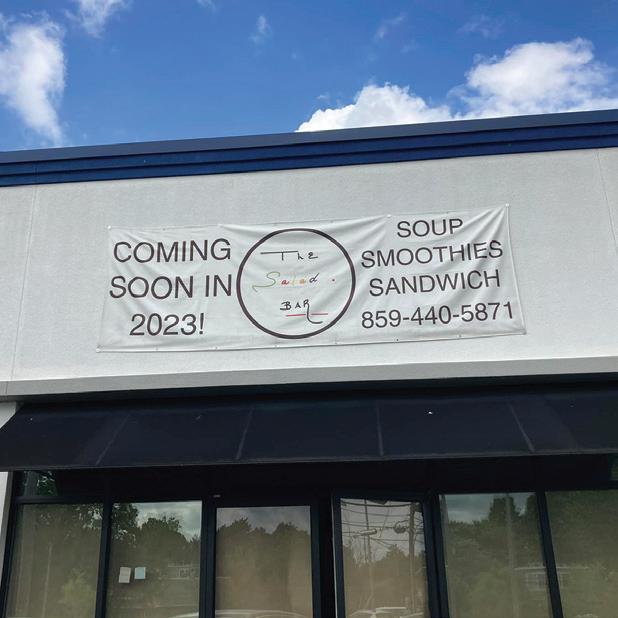 COMING
SOON IN
2023!
The
Salad.
BAR
SOUP
SMOOTHIES
SANDWICH
859-440-5871